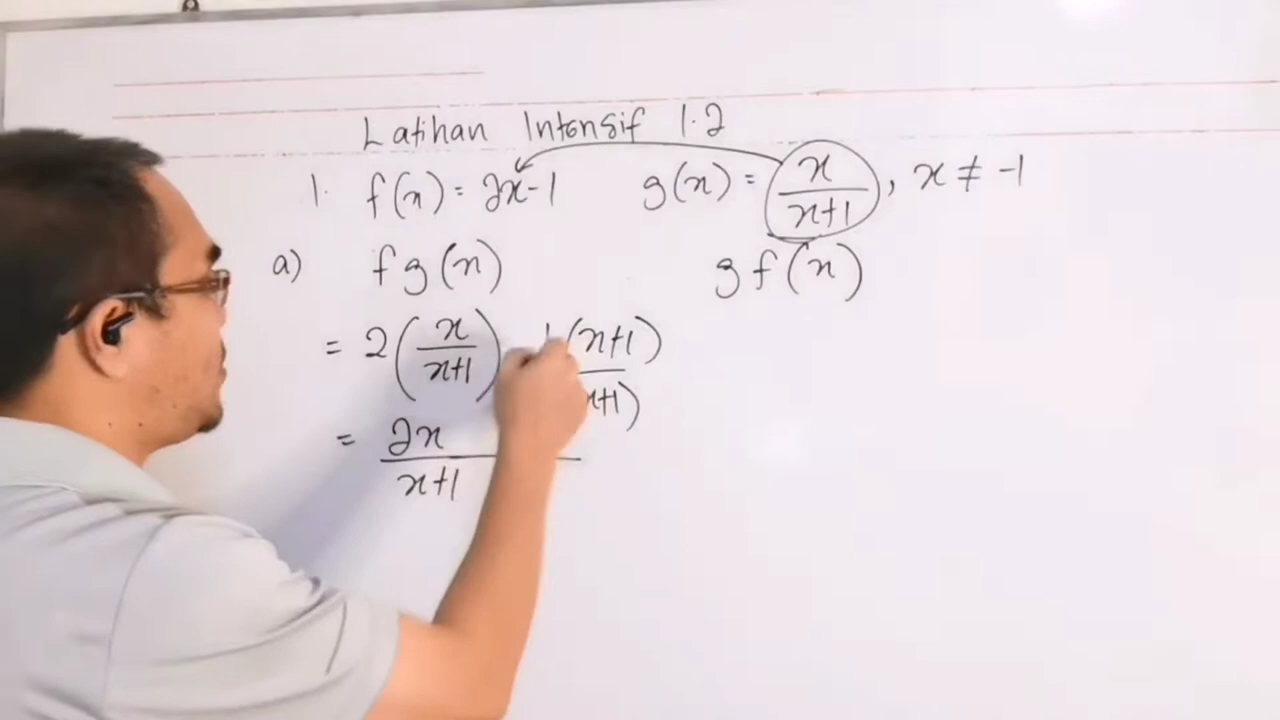 Latihan Intensif 1.2
1. f(x) = 2x-1 g(x) = x/(x+1), x ≠ -1
a) fg(x) gf(x)
= 2(x/(x+1)) 1(x+1)/(x+1)
= 2x/(x+1)